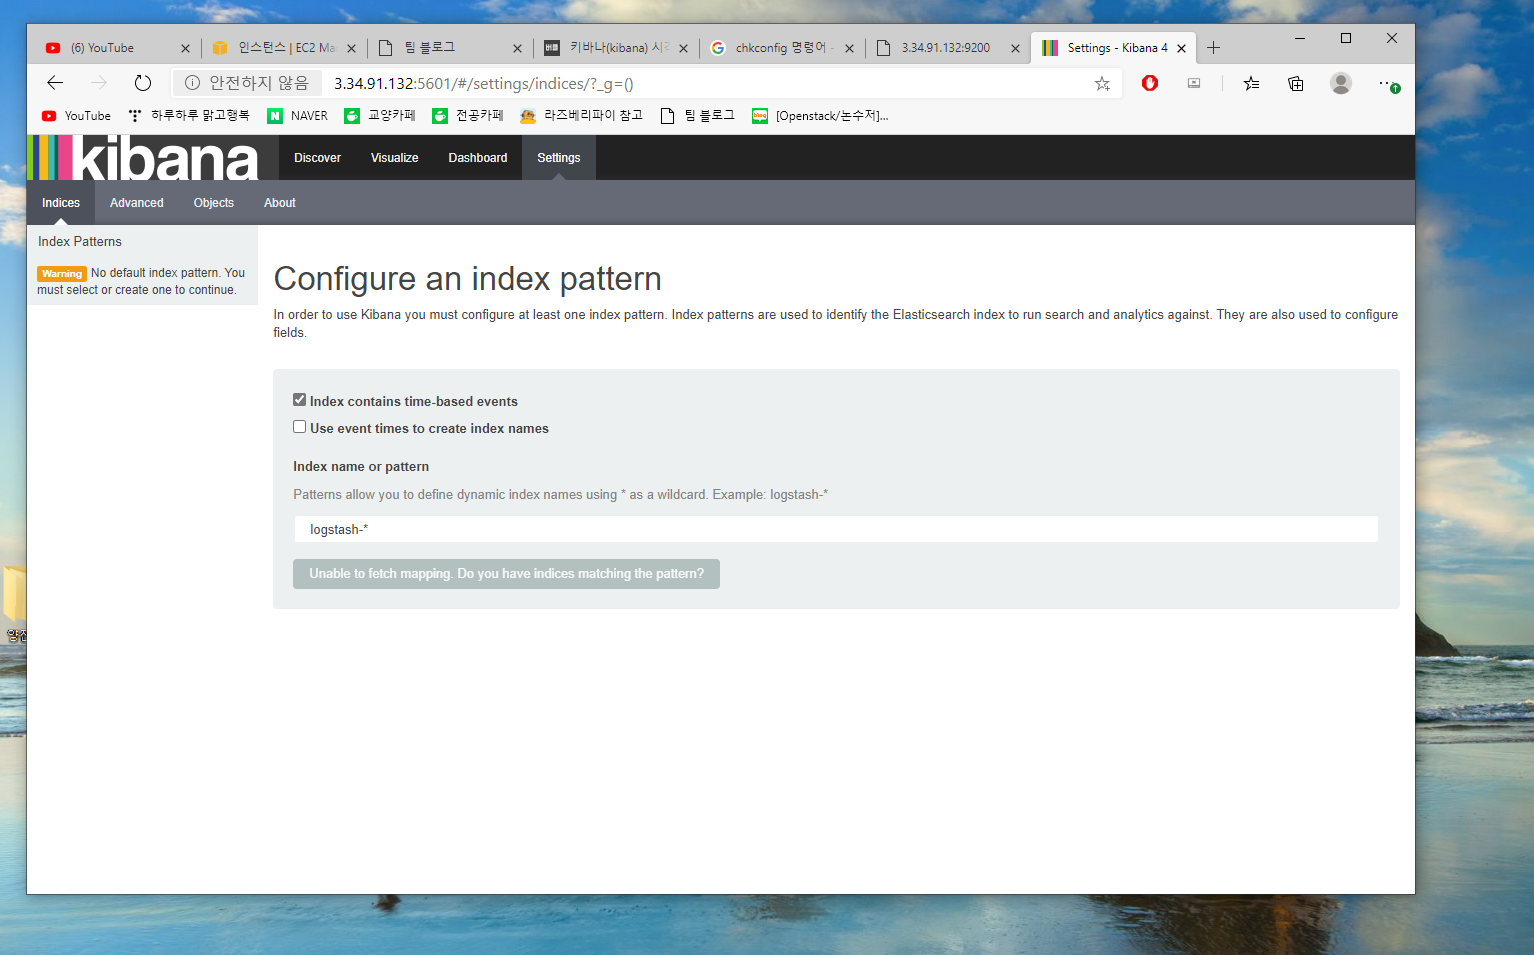 (6) YouTube
인스턴스 | EC2 Ma
팀 블로그
키바나(kibana) 시
chkconfig 명령어 -
3.34.91.132:9200
Settings - Kibana 4
안전하지 않음
3.34.91.132:5601/#/settings/indices/?_g=()
YouTube
하루하루 맑고행복
N NAVER
교양카페
전공카페
라즈베리파이 참고
팀 블로그
blog [Openstack/논수저]...
kibana
Discover
Visualize
Dashboard
Settings
Indices
Advanced
Objects
About
Index Patterns
Warning No default index pattern. You
must select or create one to continue.
Configure an index pattern
In order to use Kibana you must configure at least one index pattern. Index patterns are used to identify the Elasticsearch index to run search and analytics against. They are also used to configure
fields.
Index contains time-based events
Use event times to create index names
Index name or pattern
Patterns allow you to define dynamic index names using * as a wildcard. Example: logstash-*
logstash-*
Unable to fetch mapping. Do you have indices matching the pattern?